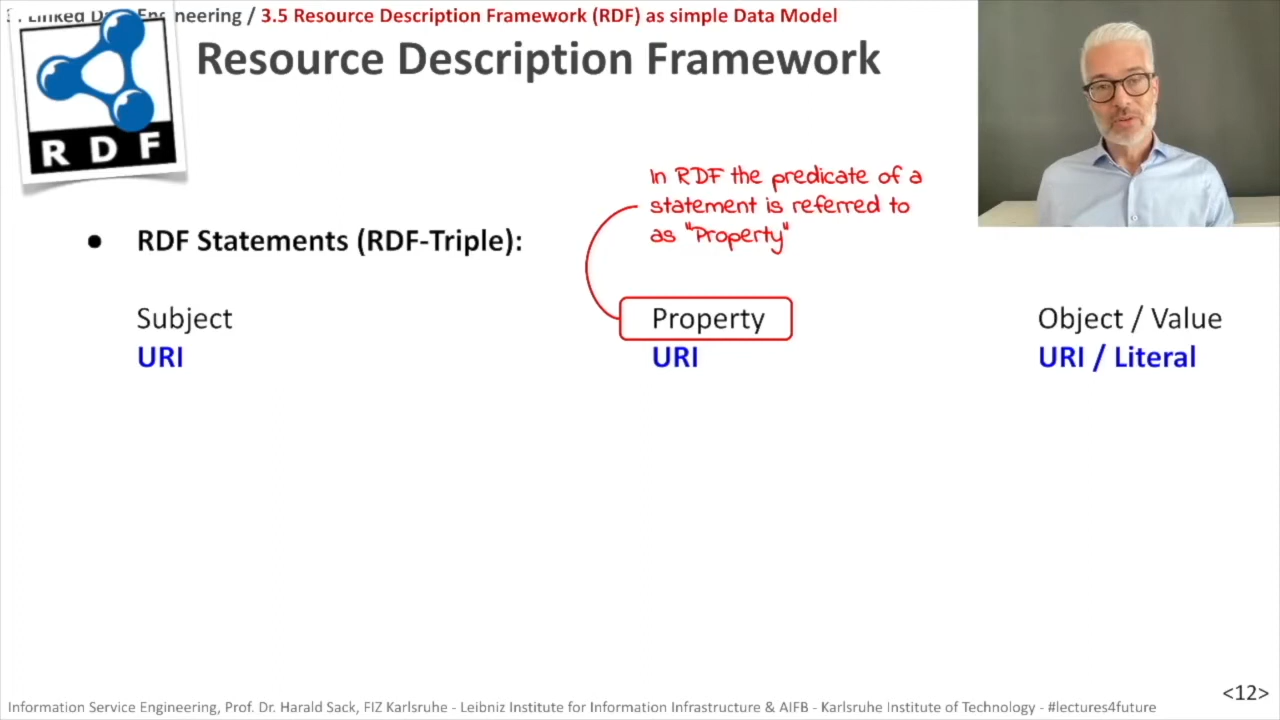 3. Linked Data Engineering / 3.5 Resource Description Framework (RDF) as simple Data Model
Resource Description Framework
RDF
In RDF the predicate of a
statement is referred to
as "Property"
● RDF Statements (RDF-Triple):
Subject Property Object / Value
URI URI URI / Literal
<12>
Information Service Engineering, Prof. Dr. Harald Sack, FIZ Karlsruhe - Leibniz Institute for Information Infrastructure & AIFB - Karlsruhe Institute of Technology - #lectures4future